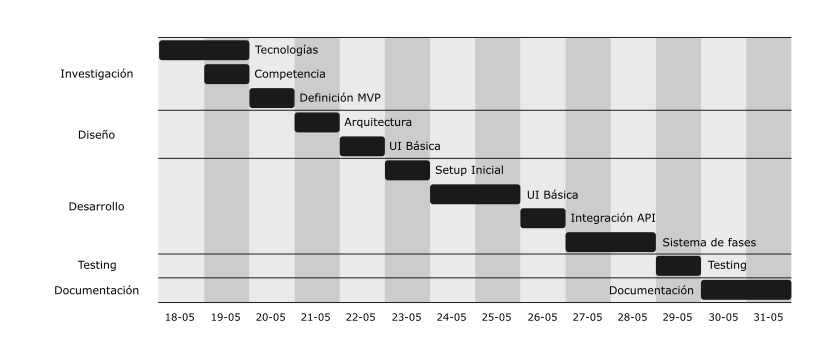 Tecnologías
Investigación
Competencia
Definición MVP
Diseño
Arquitectura
UI Básica
Desarrollo
Setup Inicial
UI Básica
Integración API
Sistema de fases
Testing
Testing
Documentación
Documentación
18-05 19-05 20-05 21-05 22-05 23-05 24-05 25-05 26-05 27-05 28-05 29-05 30-05 31-05